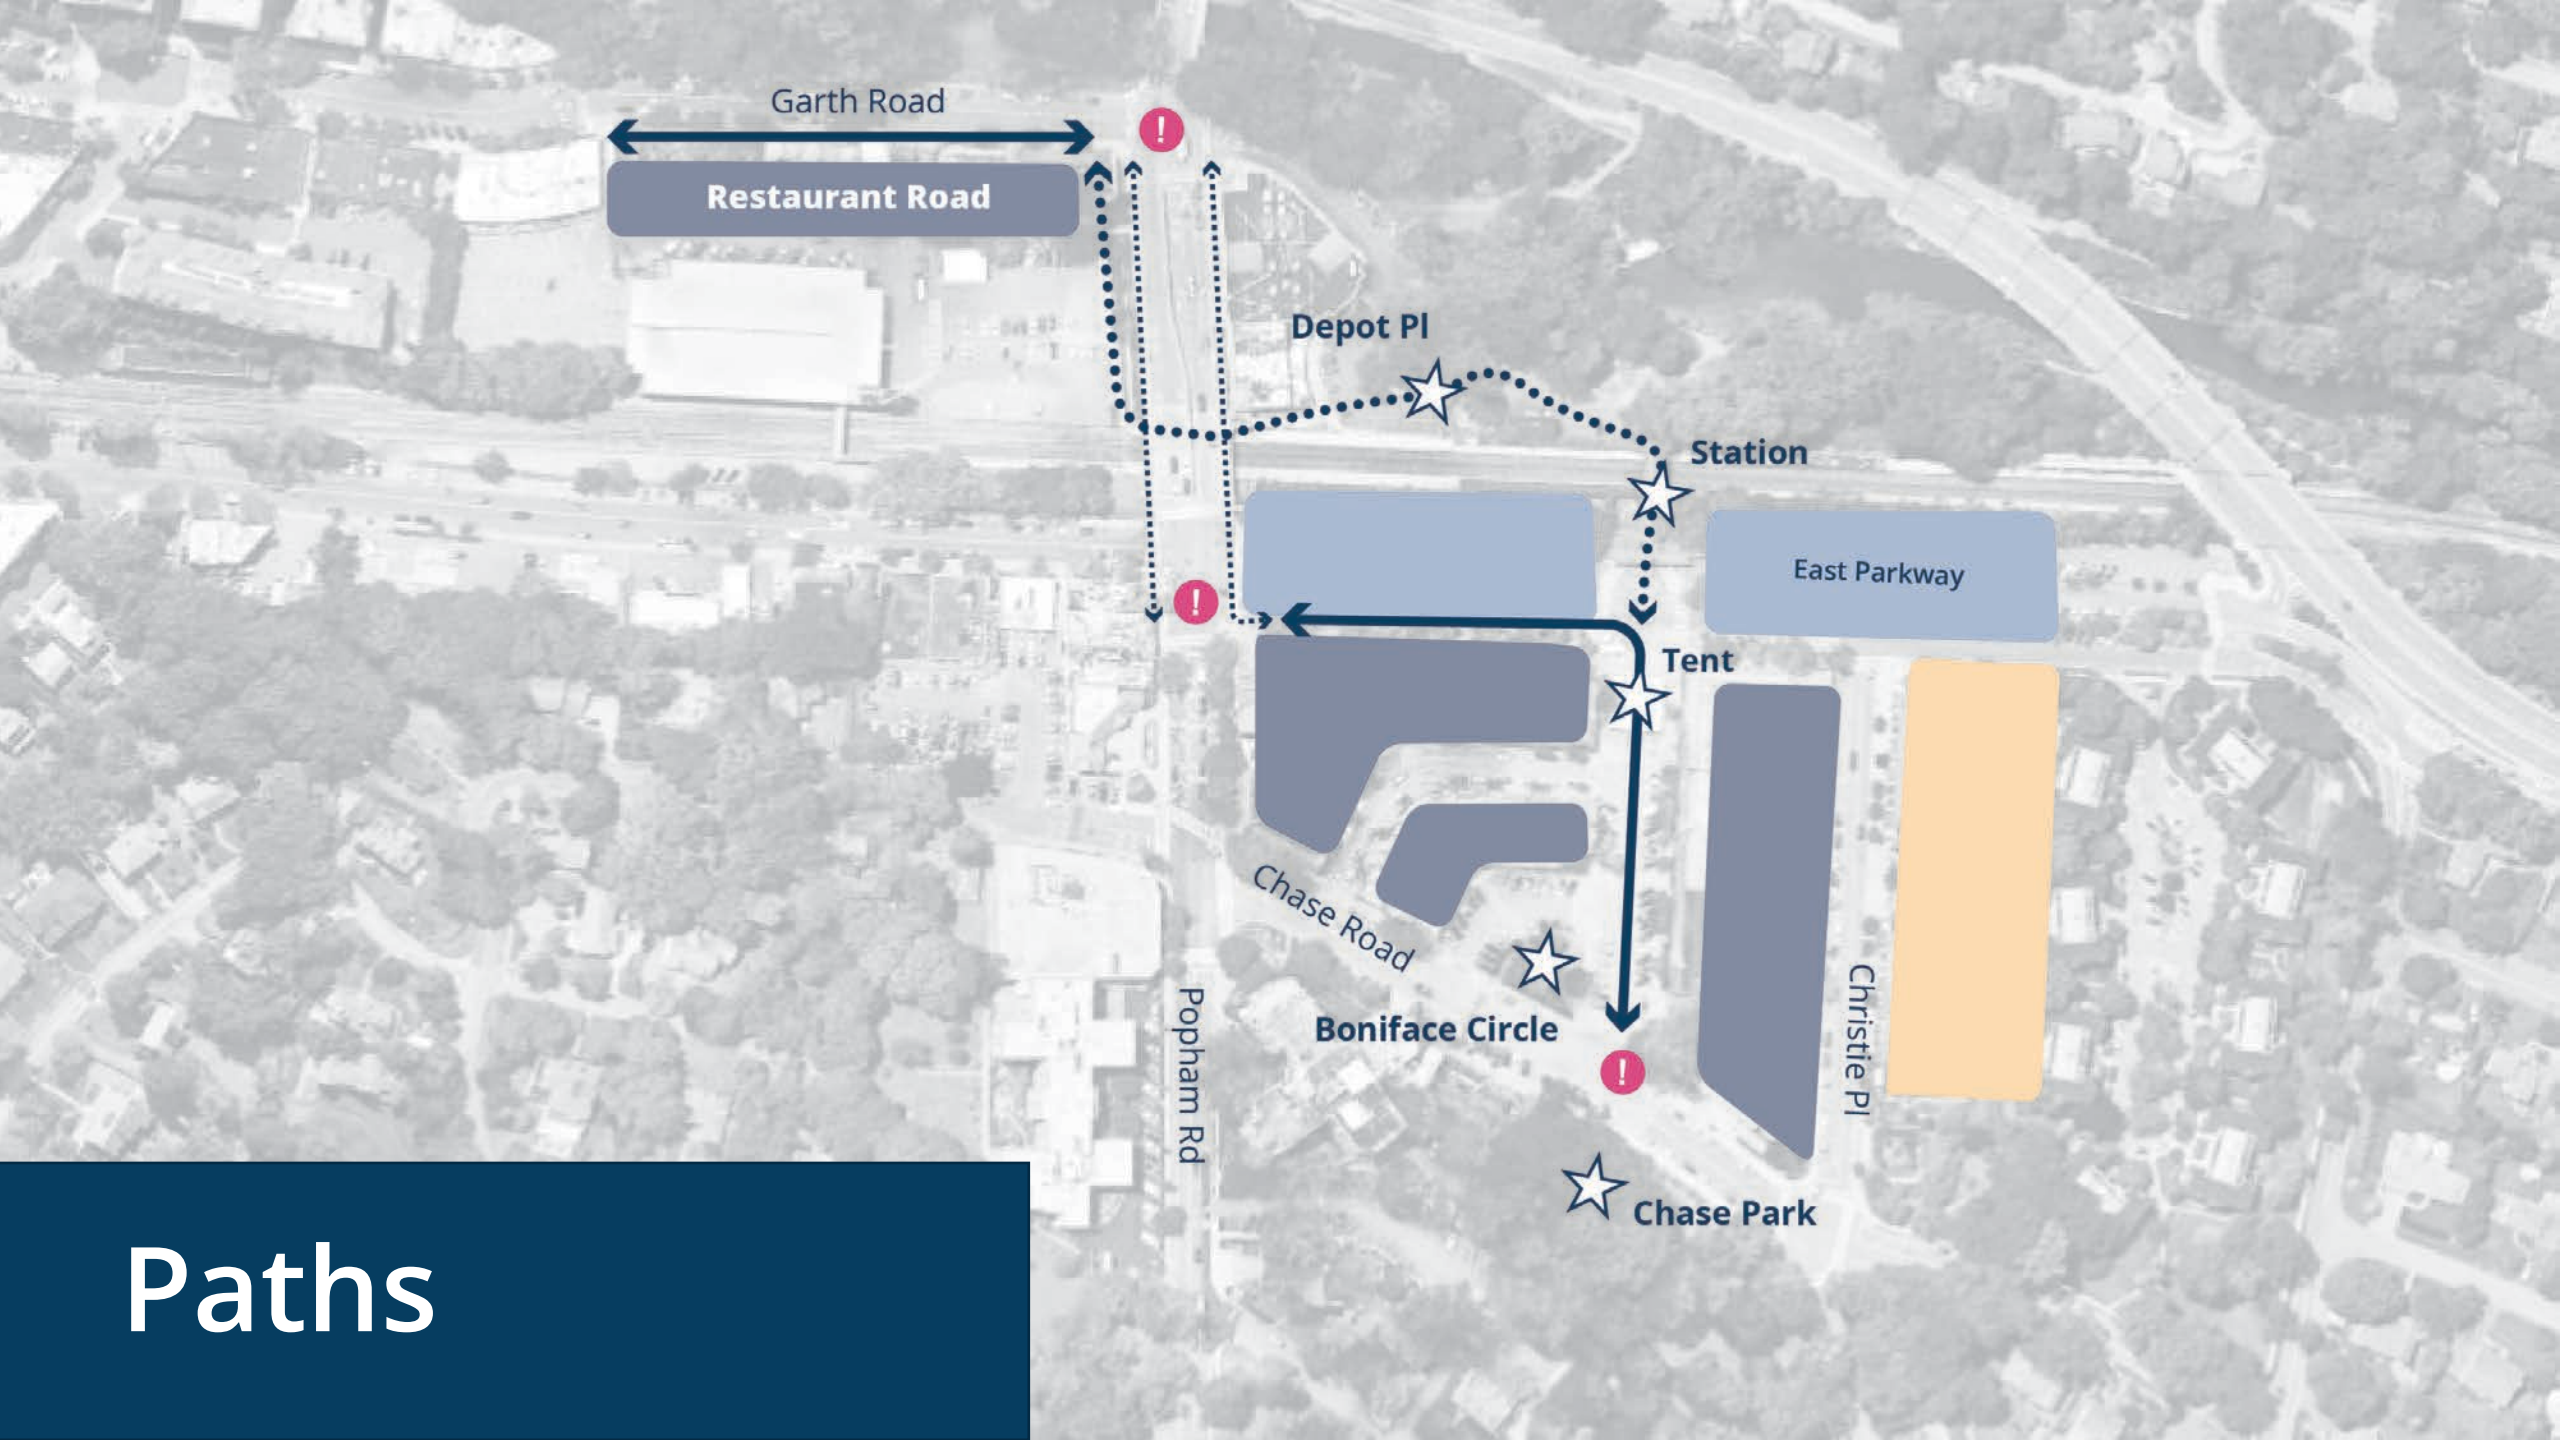 Garth Road
!
Restaurant Road
Depot Pl
Station
East Parkway
!
Tent
Chase Road
Boniface Circle
Popham Rd
Christie Pl
!
Chase Park
Paths